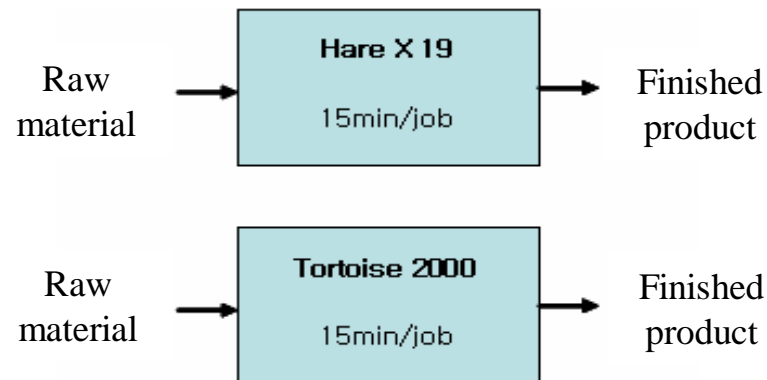 Hare X 19
Raw
material
15min/job
Finished
product
Tortoise 2000
Raw
material
15min/job
Finished
product